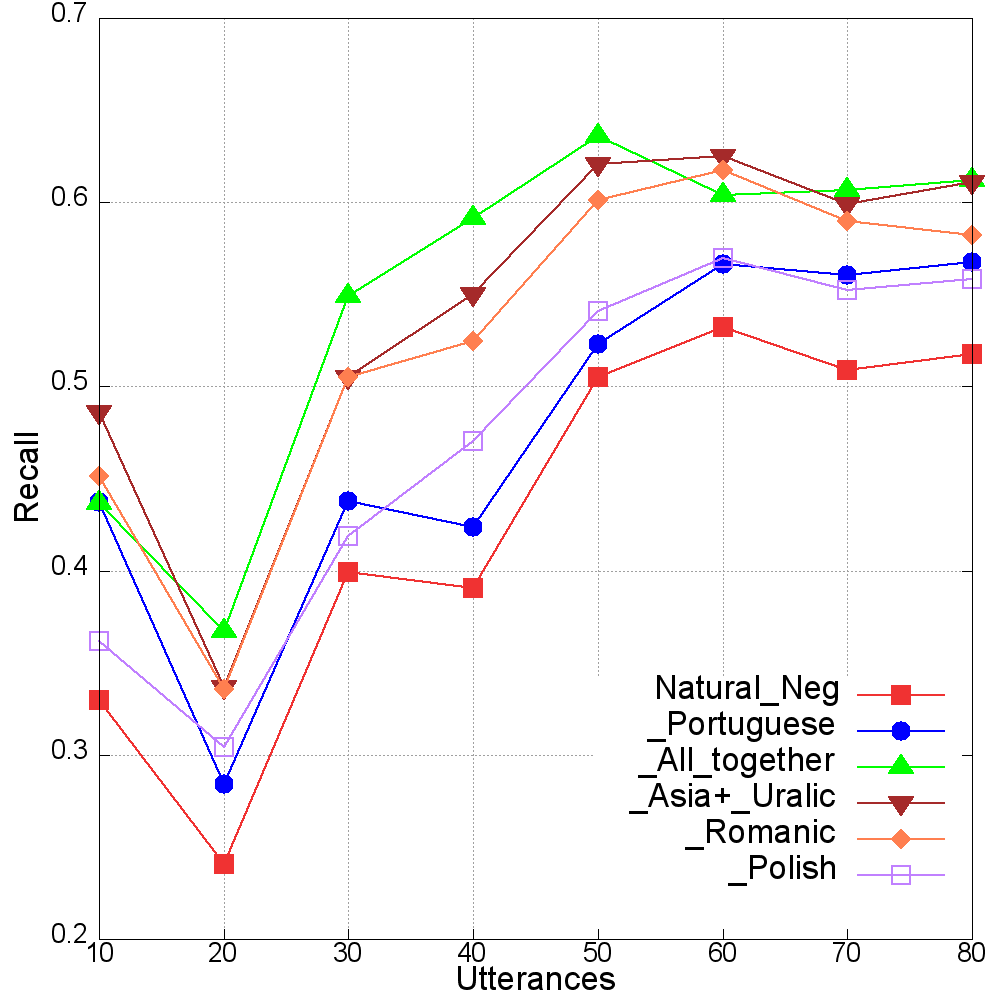 0.7
0.6
0.5
0.4
0.3
0.2
Recall
10 20 30 40 50 60 70 80
Utterances
Natural_Neg
_Portuguese
_All_together
_Asia+_Uralic
_Romanic
_Polish